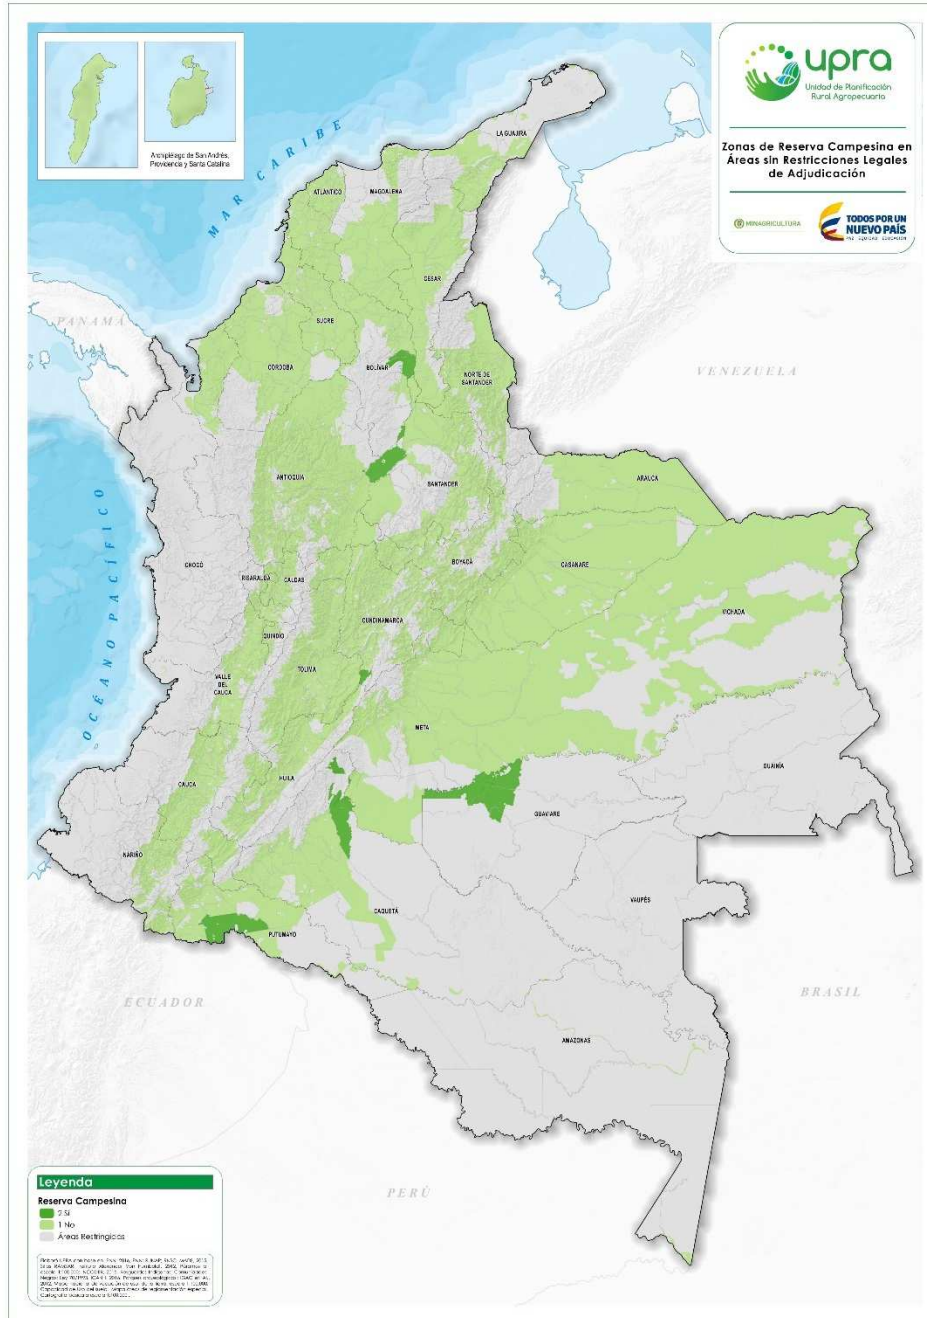 upra
Unidad de Planificación
Rural Agropecuaria
Zonas de Reserva Campesina en
Áreas sin Restricciones Legales
de Adjudicación
MINAGRICULTURA
TODOS POR UN
NUEVO PAÍS
PAZ EQUIDAD EDUCACIÓN
Archipiélago de San Andrés,
Providencia y Santa Catalina
MAR CARIBE
LA GUAJIRA
ATLÁNTICO
MAGDALENA
CESAR
PANAMÁ
SUCRE
CÓRDOBA
BOLÍVAR
NORTE DE
SANTANDER
VENEZUELA
ANTIOQUIA
SANTANDER
ARAUCA
OCÉANO PACÍFICO
CHOCÓ
RISARALDA
CALDAS
BOYACÁ
CASANARE
VICHADA
CUNDINAMARCA
QUINDÍO
TOLIMA
VALLE
DEL
CAUCA
META
CAUCA
HUILA
GUAINÍA
GUAVIARE
NARIÑO
VAUPÉS
CAQUETÁ
PUTUMAYO
ECUADOR
BRASIL
AMAZONAS
PERÚ
Leyenda
Reserva Campesina
2 Sí
1 No
Áreas Restringidas